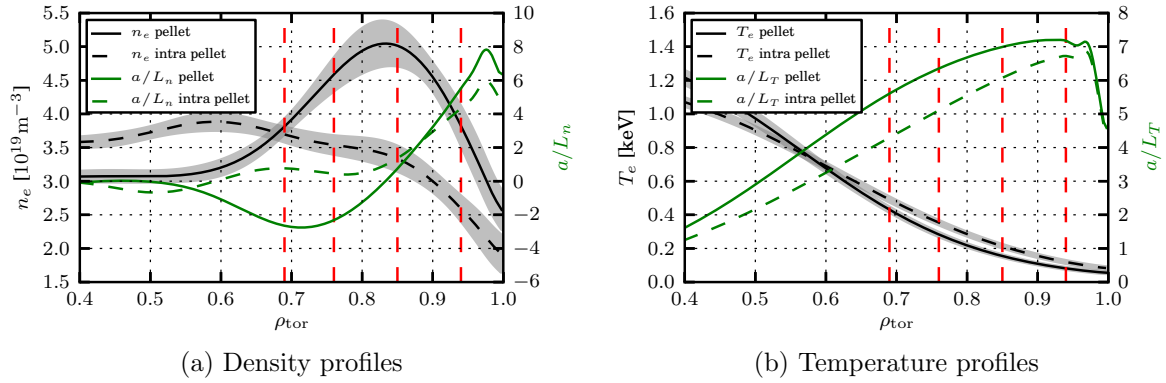 n_e pellet
n_e intra pellet
a/L_n pellet
a/L_n intra pellet
5.5
5.0
4.5
4.0
3.5
3.0
2.5
2.0
1.5
n_e [10^19 m^−3]
10
8
6
4
2
0
−2
−4
−6
a/L_n
0.4 0.5 0.6 0.7 0.8 0.9 1.0
ρ_tor
(a) Density profiles
T_e pellet
T_e intra pellet
a/L_T pellet
a/L_T intra pellet
1.6
1.4
1.2
1.0
0.8
0.6
0.4
0.2
0.0
T_e [keV]
8
7
6
5
4
3
2
1
0
a/L_T
0.4 0.5 0.6 0.7 0.8 0.9 1.0
ρ_tor
(b) Temperature profiles